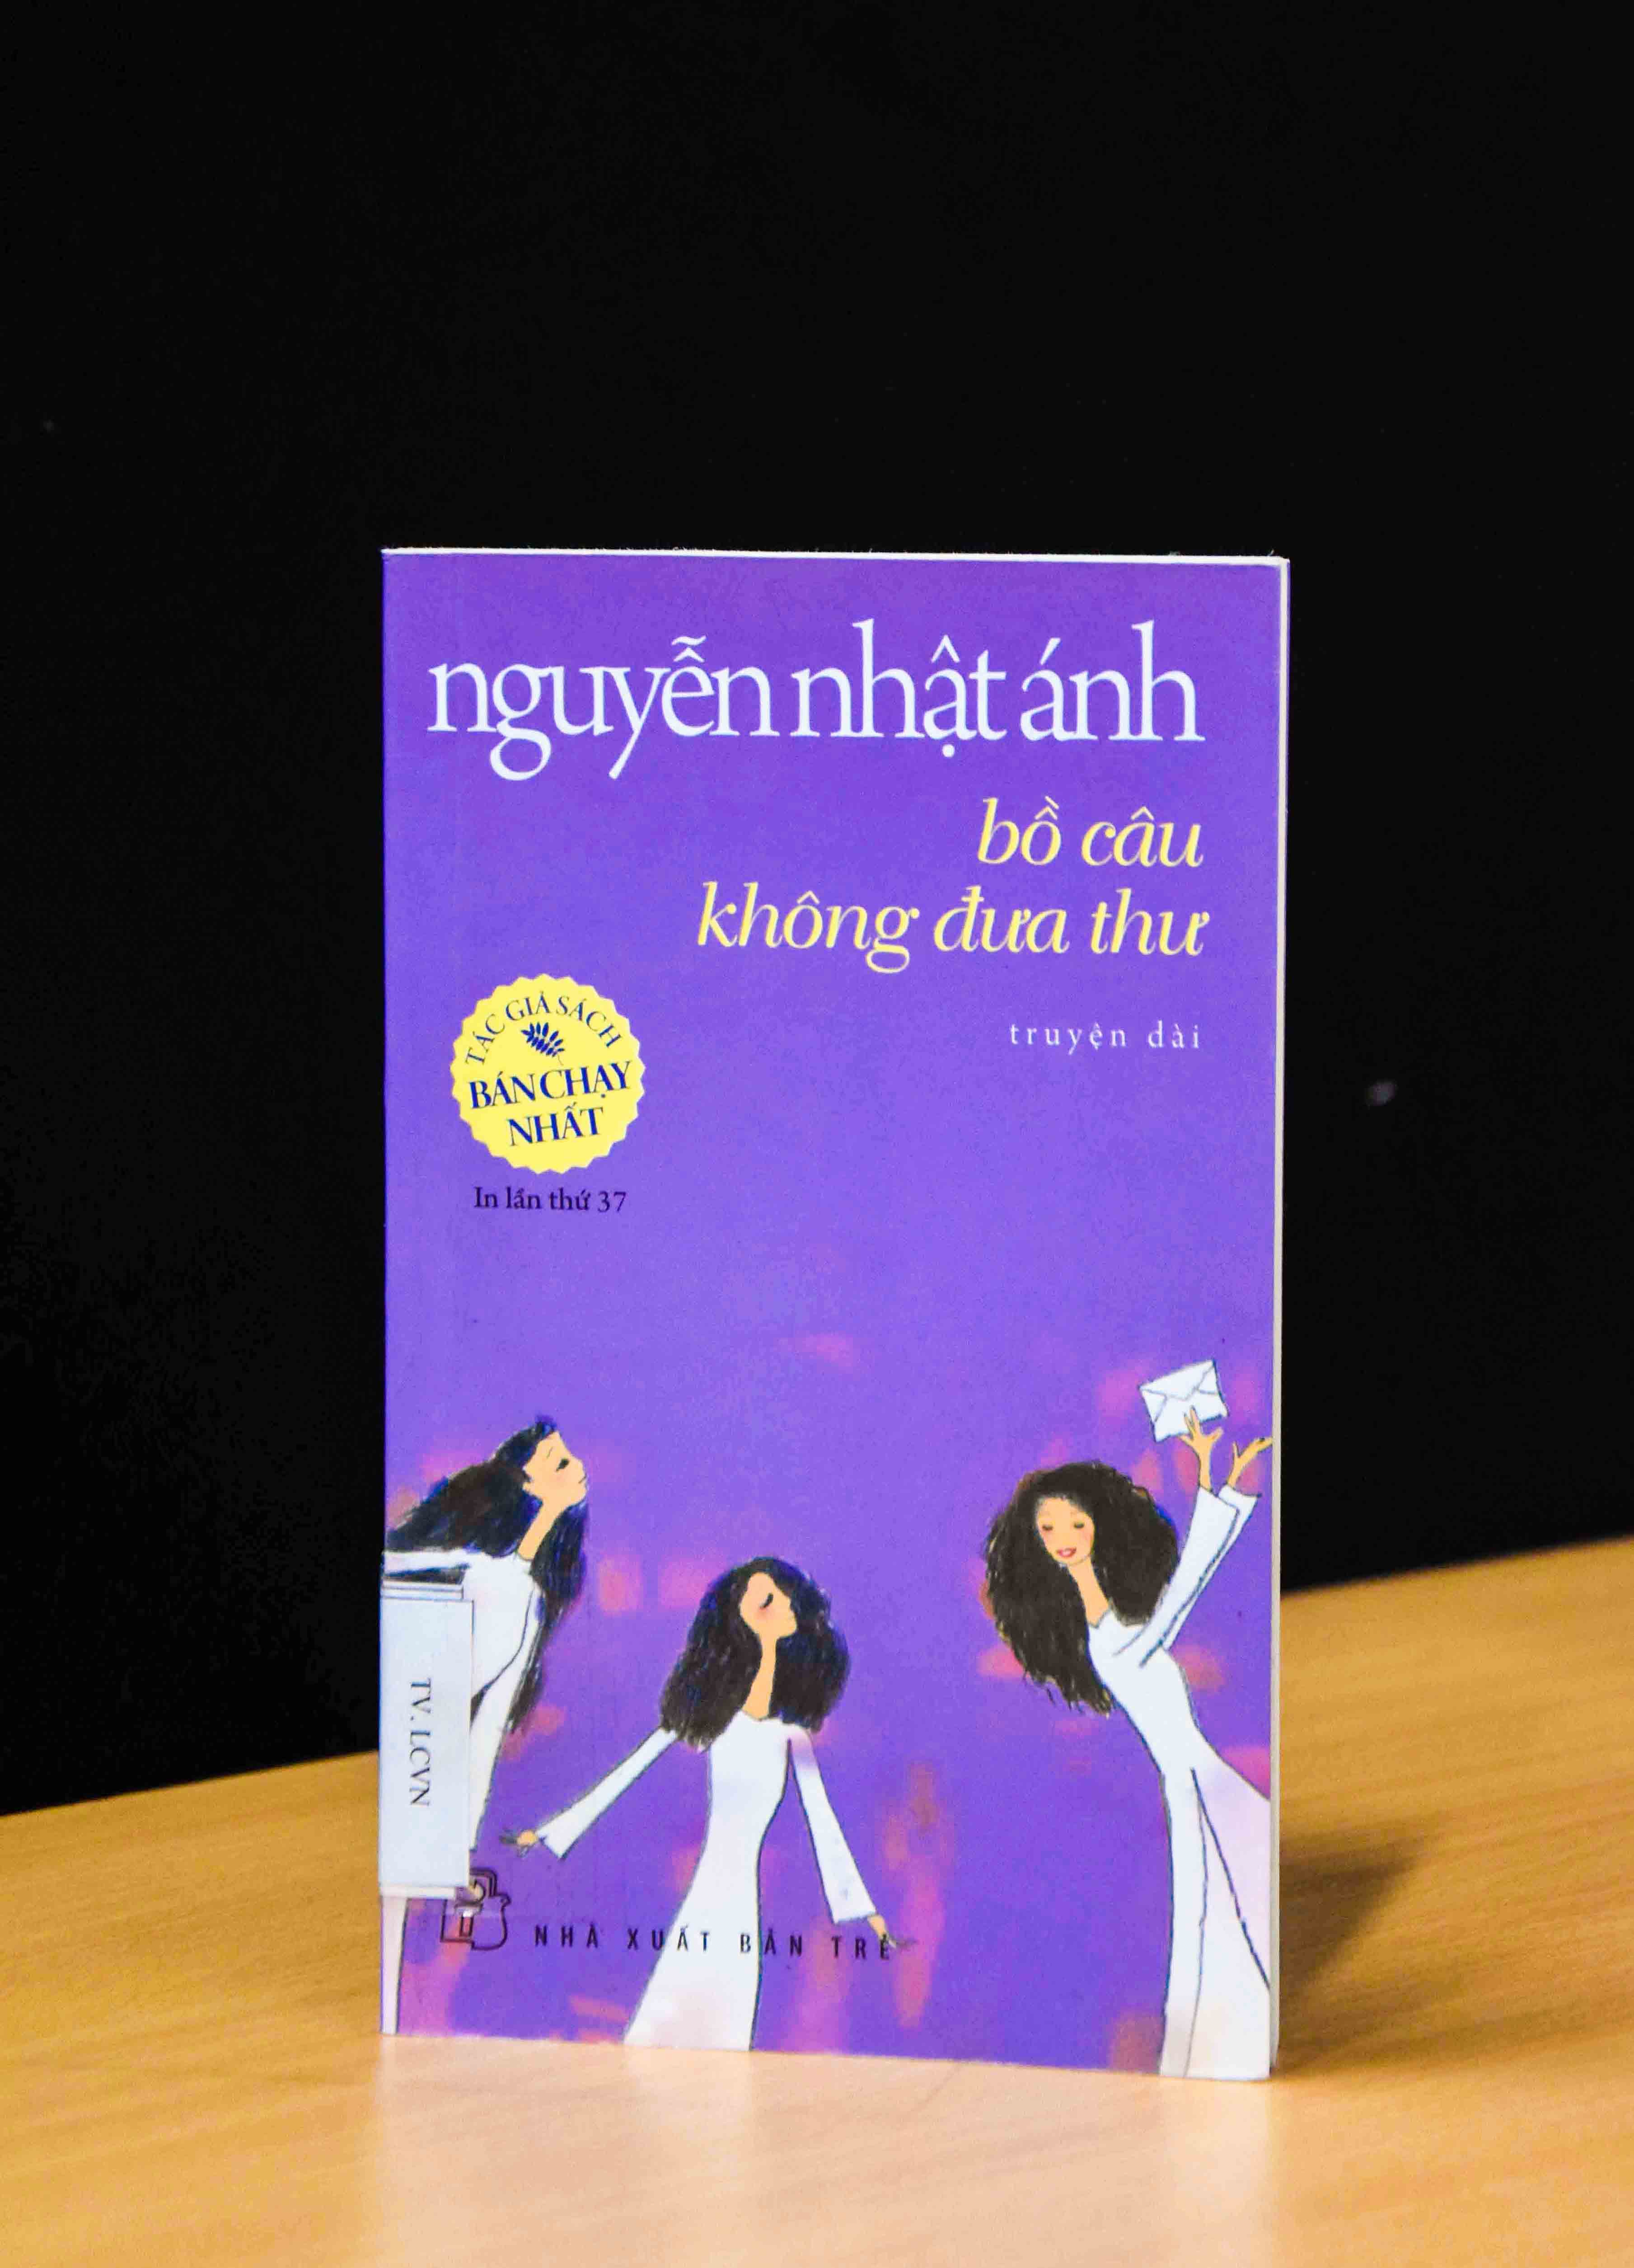 nguyễn nhật ánh
bồ câu
không đưa thư
truyện dài
TÁC GIẢ SÁCH
BÁN CHẠY
NHẤT
In lần thứ 37
TV. LCVN
NHÀ XUẤT BẢN TRẺ